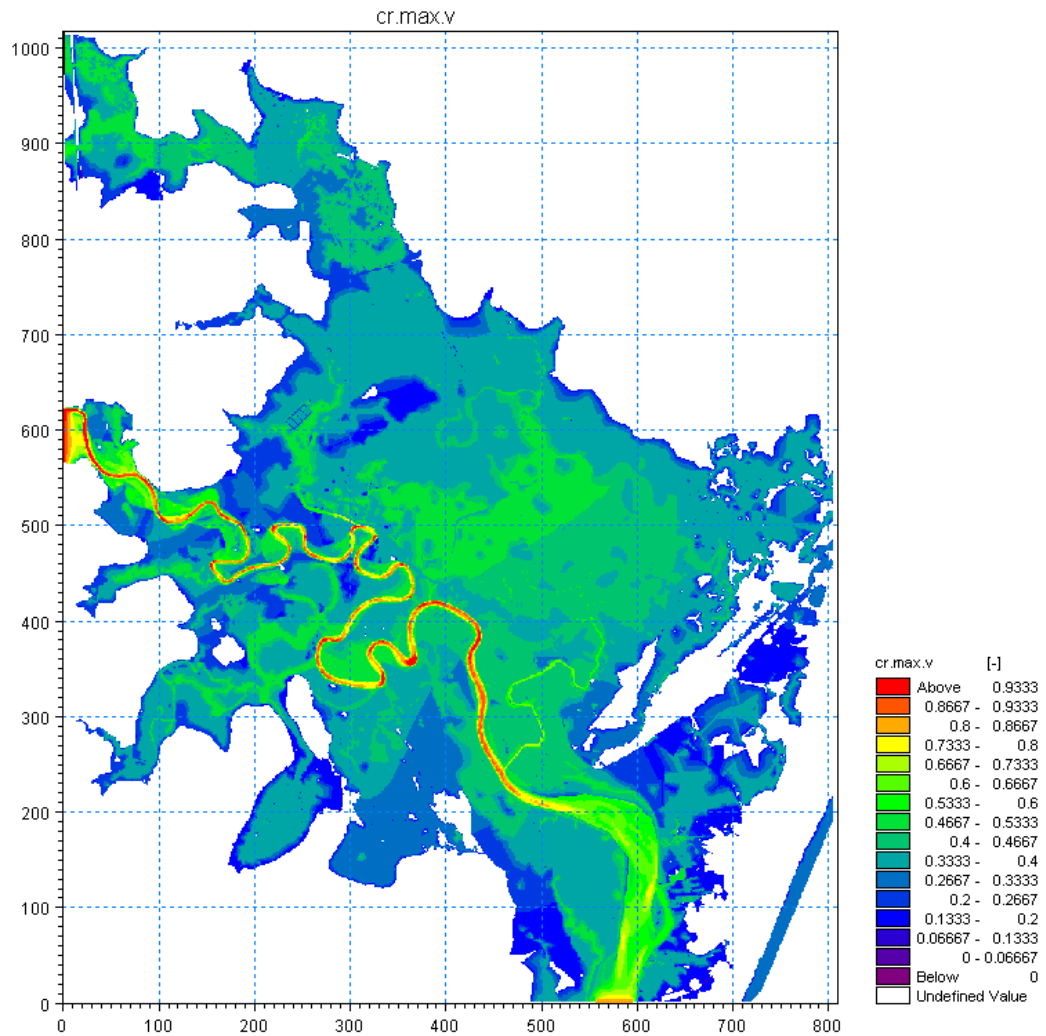 cr.max.v
1000
900
800
700
600
500
400
300
200
100
0
0 100 200 300 400 500 600 700 800
cr.max.v [-]
Above 0.9333
0.8667 - 0.9333
0.8 - 0.8667
0.7333 - 0.8
0.6667 - 0.7333
0.6 - 0.6667
0.5333 - 0.6
0.4667 - 0.5333
0.4 - 0.4667
0.3333 - 0.4
0.2667 - 0.3333
0.2 - 0.2667
0.1333 - 0.2
0.06667 - 0.1333
0 - 0.06667
Below 0
Undefined Value